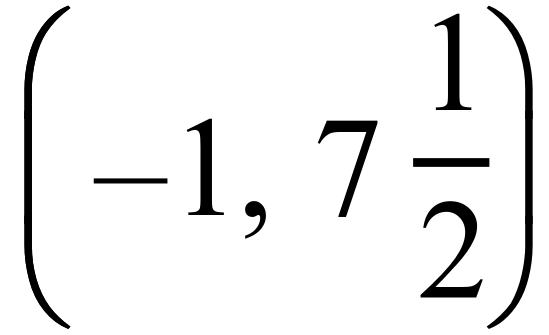 (-1, 7 1/2)